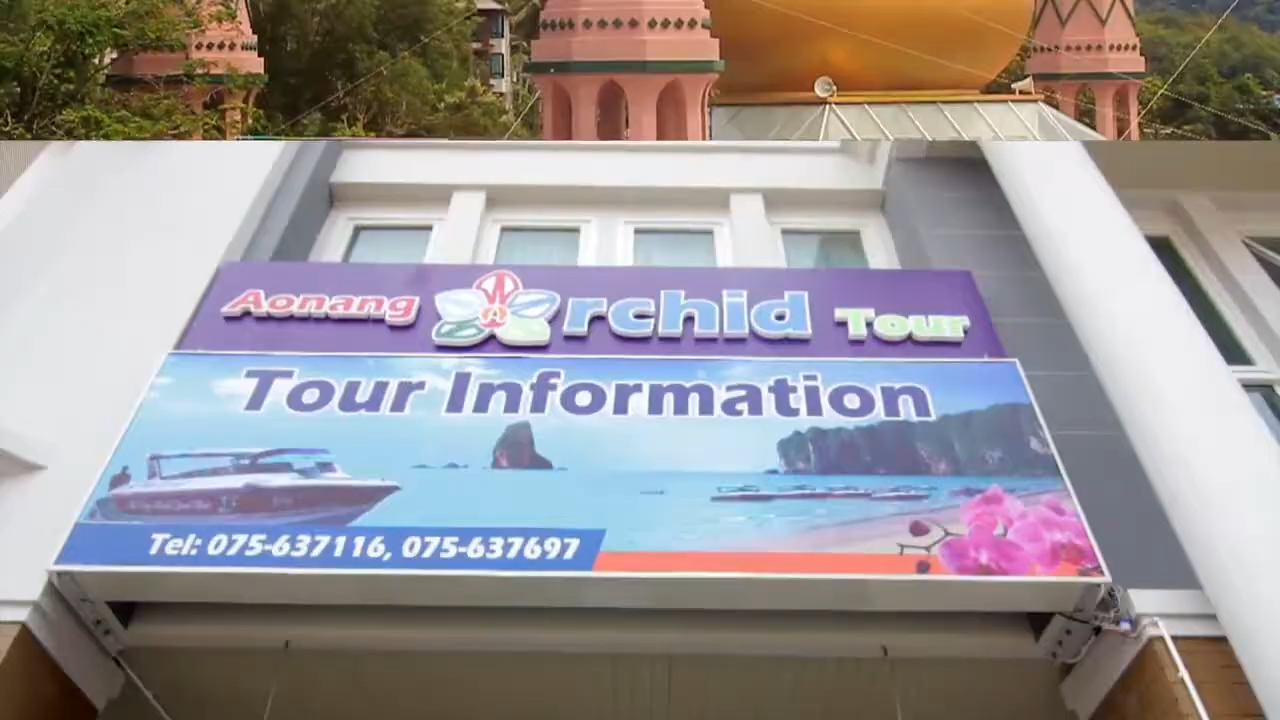 Aonang Orchid Tour
Tour Information
Tel: 075-637116, 075-637697